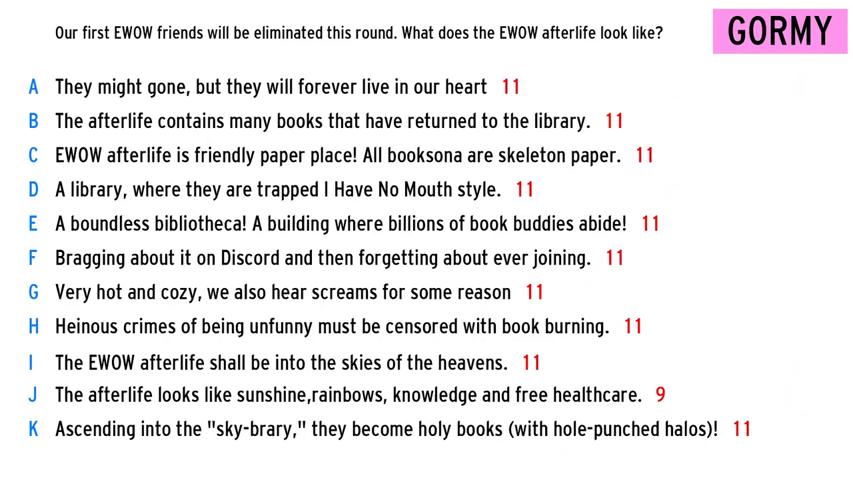 Our first EWOW friends will be eliminated this round. What does the EWOW afterlife look like?
GORMY
A They might gone, but they will forever live in our heart 11
B The afterlife contains many books that have returned to the library. 11
C EWOW afterlife is friendly paper place! All booksona are skeleton paper. 11
D A library, where they are trapped I Have No Mouth style. 11
E A boundless bibliotheca! A building where billions of book buddies abide! 11
F Bragging about it on Discord and then forgetting about ever joining. 11
G Very hot and cozy, we also hear screams for some reason 11
H Heinous crimes of being unfunny must be censored with book burning. 11
I The EWOW afterlife shall be into the skies of the heavens. 11
J The afterlife looks like sunshine,rainbows, knowledge and free healthcare. 9
K Ascending into the "sky-brary," they become holy books (with hole-punched halos)! 11